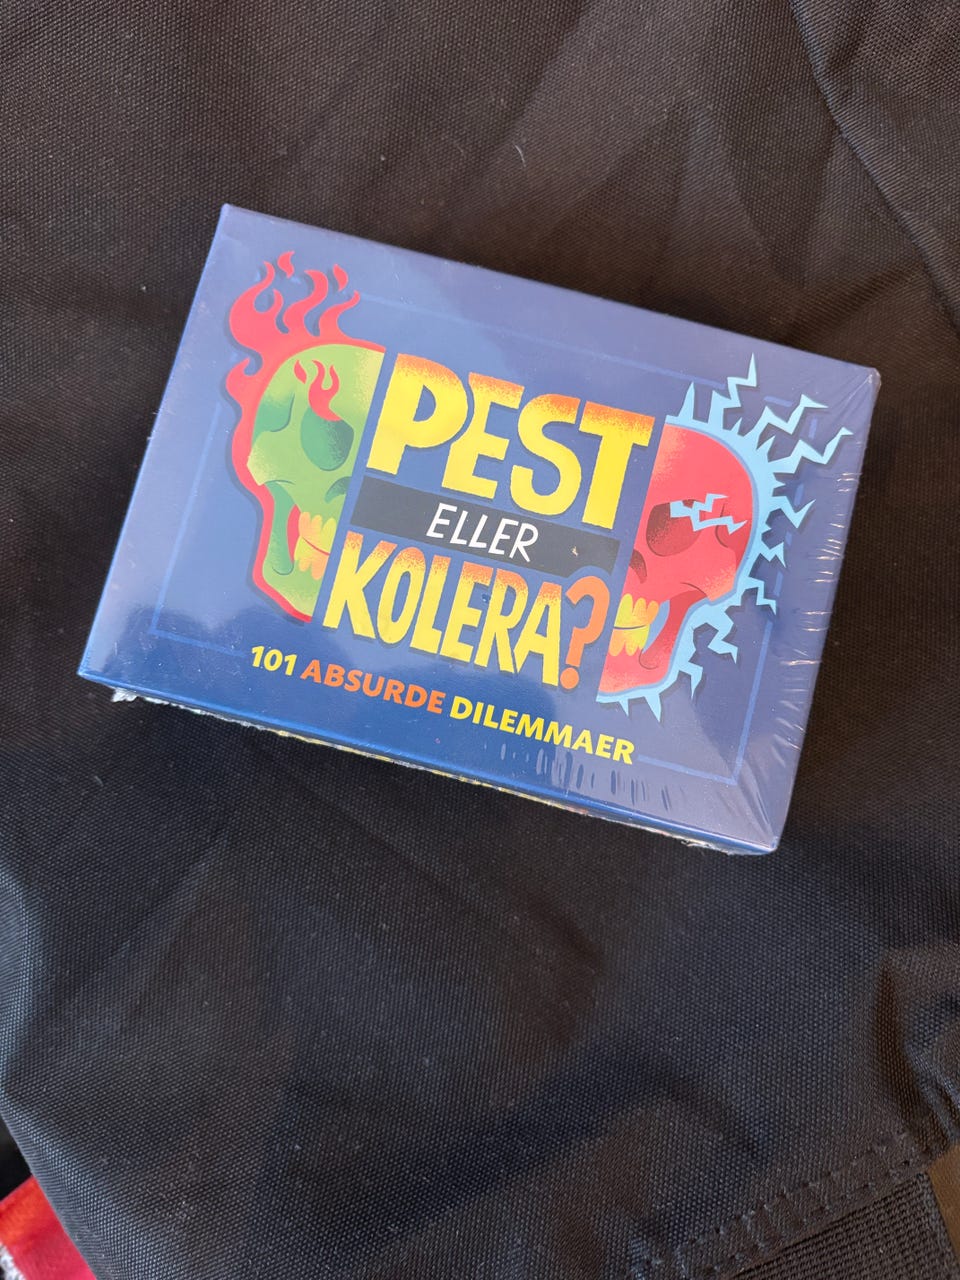 PEST
ELLER
KOLERA?
101 ABSURDE DILEMMAER